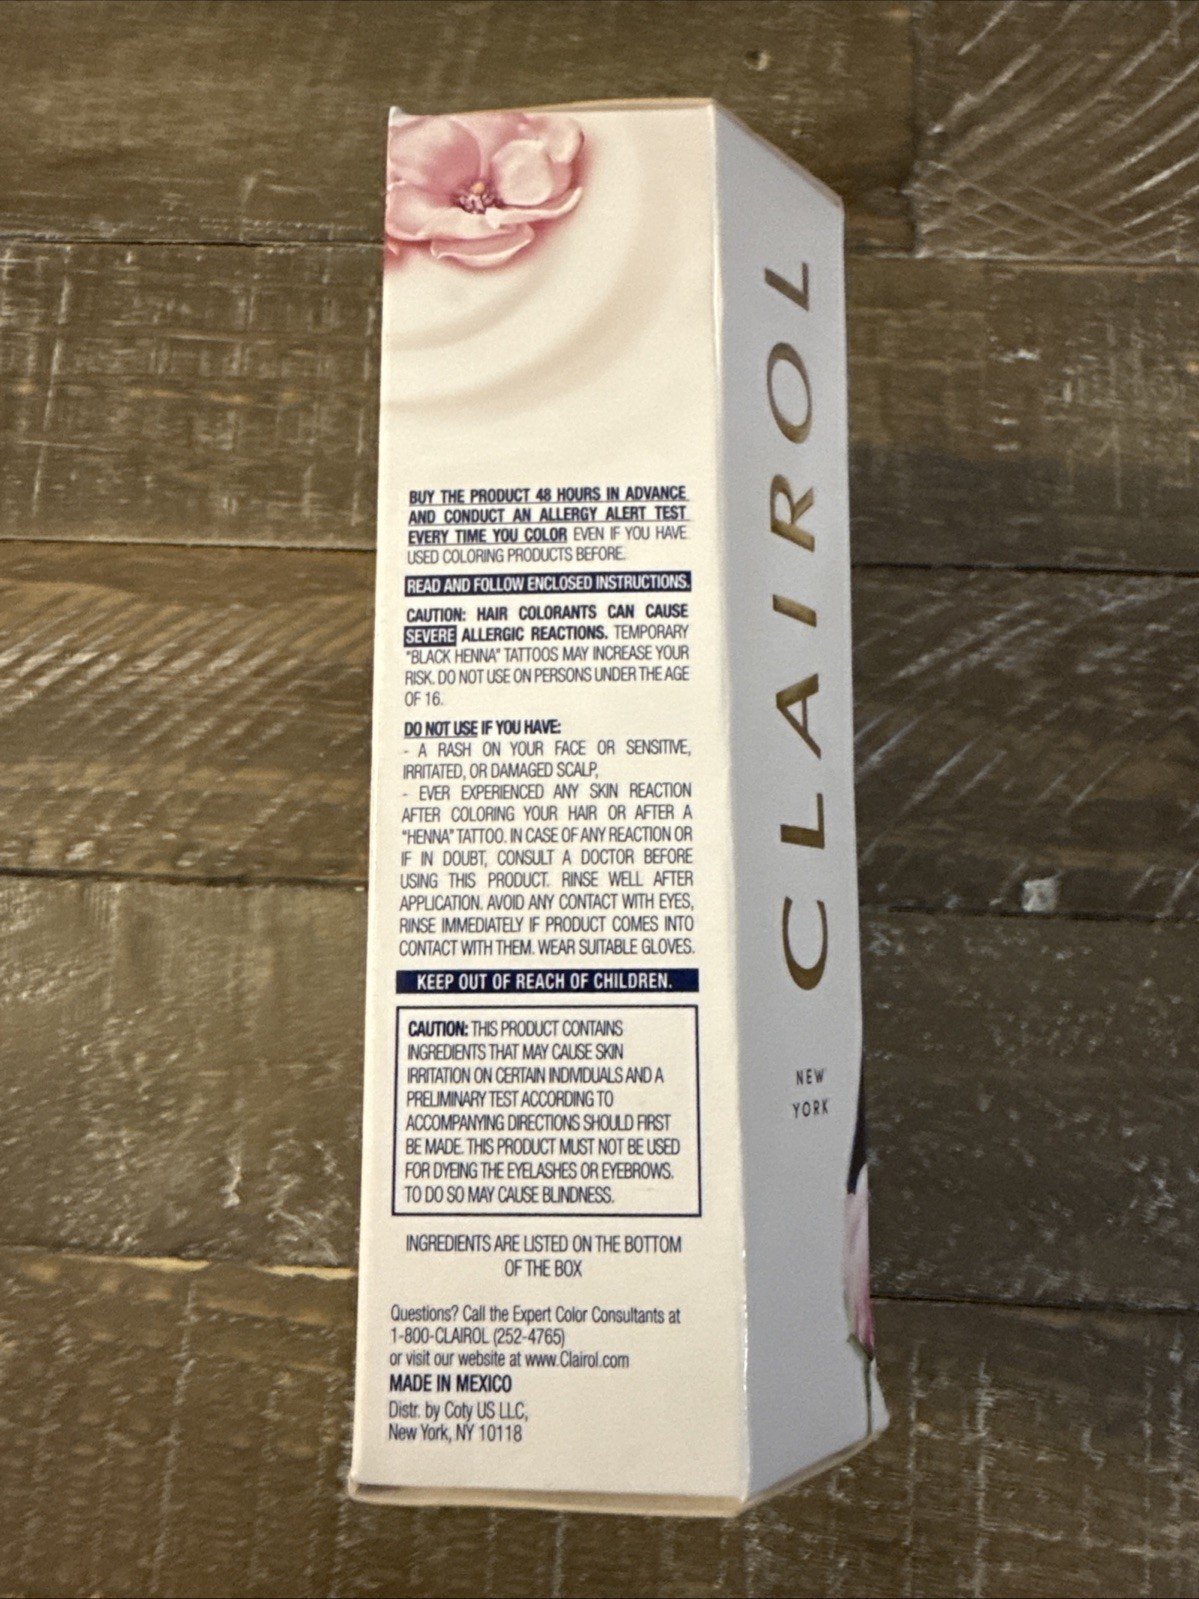 BUY THE PRODUCT 48 HOURS IN ADVANCE
AND CONDUCT AN ALLERGY ALERT TEST
EVERY TIME YOU COLOR EVEN IF YOU HAVE
USED COLORING PRODUCTS BEFORE.
READ AND FOLLOW ENCLOSED INSTRUCTIONS.
CAUTION: HAIR COLORANTS CAN CAUSE
SEVERE ALLERGIC REACTIONS. TEMPORARY
"BLACK HENNA" TATTOOS MAY INCREASE YOUR
RISK. DO NOT USE ON PERSONS UNDER THE AGE
OF 16.
DO NOT USE IF YOU HAVE:
- A RASH ON YOUR FACE OR SENSITIVE,
IRRITATED, OR DAMAGED SCALP,
- EVER EXPERIENCED ANY SKIN REACTION
AFTER COLORING YOUR HAIR OR AFTER A
"HENNA" TATTOO. IN CASE OF ANY REACTION OR
IF IN DOUBT, CONSULT A DOCTOR BEFORE
USING THIS PRODUCT. RINSE WELL AFTER
APPLICATION. AVOID ANY CONTACT WITH EYES,
RINSE IMMEDIATELY IF PRODUCT COMES INTO
CONTACT WITH THEM. WEAR SUITABLE GLOVES.
KEEP OUT OF REACH OF CHILDREN.
CAUTION: THIS PRODUCT CONTAINS
INGREDIENTS THAT MAY CAUSE SKIN
IRRITATION ON CERTAIN INDIVIDUALS AND A
PRELIMINARY TEST ACCORDING TO
ACCOMPANYING DIRECTIONS SHOULD FIRST
BE MADE. THIS PRODUCT MUST NOT BE USED
FOR DYEING THE EYELASHES OR EYEBROWS.
TO DO SO MAY CAUSE BLINDNESS.
INGREDIENTS ARE LISTED ON THE BOTTOM
OF THE BOX
Questions? Call the Expert Color Consultants at
1-800-CLAIROL (252-4765)
or visit our website at www.Clairol.com
MADE IN MEXICO
Distr. by Coty US LLC,
New York, NY 10118
CLAIROL
NEW
YORK